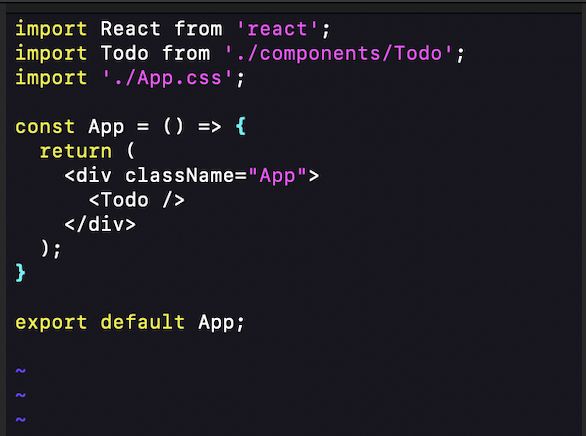 import React from 'react';
import Todo from './components/Todo';
import './App.css';

const App = () => {
  return (
    <div className="App">
      <Todo />
    </div>
  );
}

export default App;

~
~
~